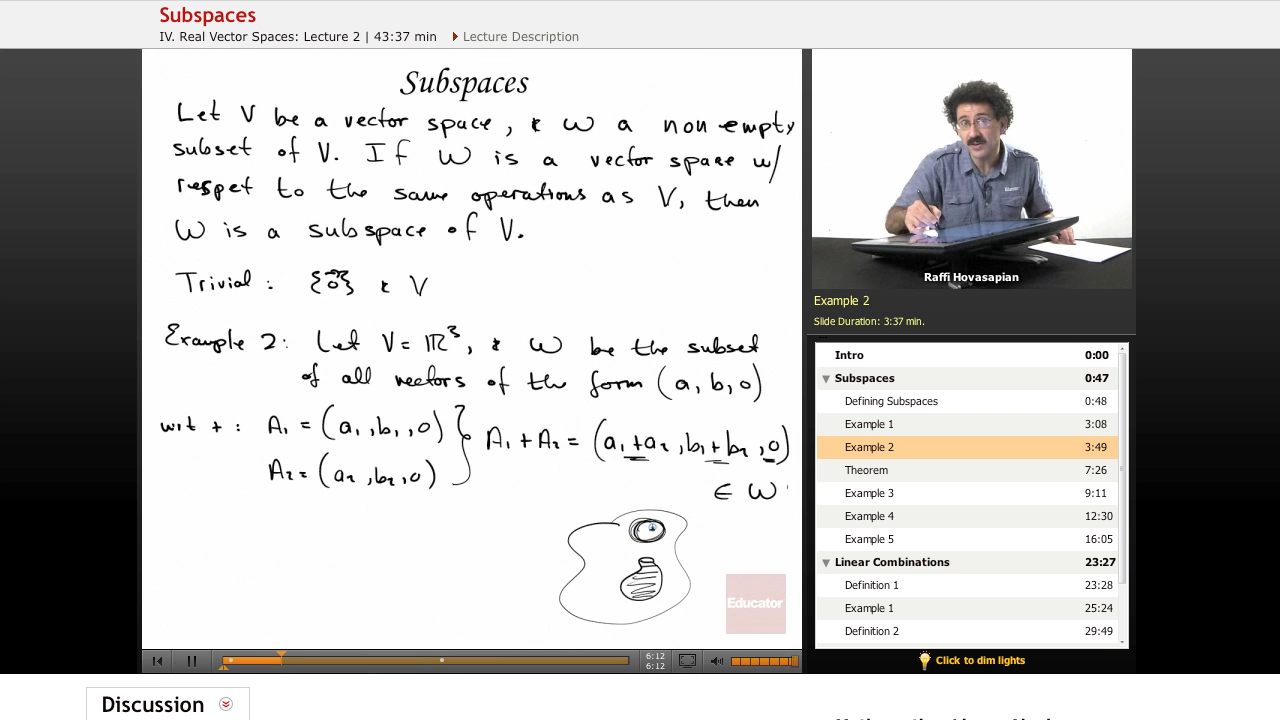 Subspaces
IV. Real Vector Spaces: Lecture 2 | 43:37 min
Lecture Description
Subspaces
Let V be a vector space, & W a non empty
subset of V. If W is a vector space w/
respet to the same operations as V, then
W is a subspace of V.
Trivial : {0⃗} & V
Example 2: Let V = ℝ³, & W be the subset
of all vectors of the form (a, b, 0)
wrt + : A₁ = (a₁, b₁, 0) } A₁ + A₂ = (a₁+a₂, b₁+b₂, 0)
A₂ = (a₂, b₂, 0)
∈ W
Educator
6:12
6:12
Raffi Hovasapian
Example 2
Slide Duration: 3:37 min.
Intro 0:00
Subspaces 0:47
Defining Subspaces 0:48
Example 1 3:08
Example 2 3:49
Theorem 7:26
Example 3 9:11
Example 4 12:30
Example 5 16:05
Linear Combinations 23:27
Definition 1 23:28
Example 1 25:24
Definition 2 29:49
Click to dim lights
Discussion